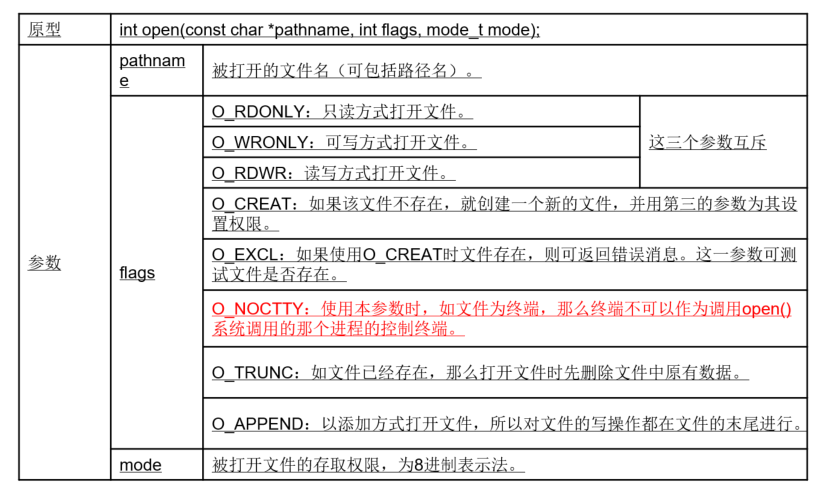 原型
int open(const char *pathname, int flags, mode_t mode);
参数
pathnam
e
被打开的文件名（可包括路径名）。
flags
O_RDONLY：只读方式打开文件。
O_WRONLY：可写方式打开文件。
O_RDWR：读写方式打开文件。
这三个参数互斥
O_CREAT：如果该文件不存在，就创建一个新的文件，并用第三的参数为其设
置权限。
O_EXCL：如果使用O_CREAT时文件存在，则可返回错误消息。这一参数可测
试文件是否存在。
O_NOCTTY：使用本参数时，如文件为终端，那么终端不可以作为调用open()
系统调用的那个进程的控制终端。
O_TRUNC：如文件已经存在，那么打开文件时先删除文件中原有数据。
O_APPEND：以添加方式打开文件，所以对文件的写操作都在文件的末尾进行。
mode
被打开文件的存取权限，为8进制表示法。